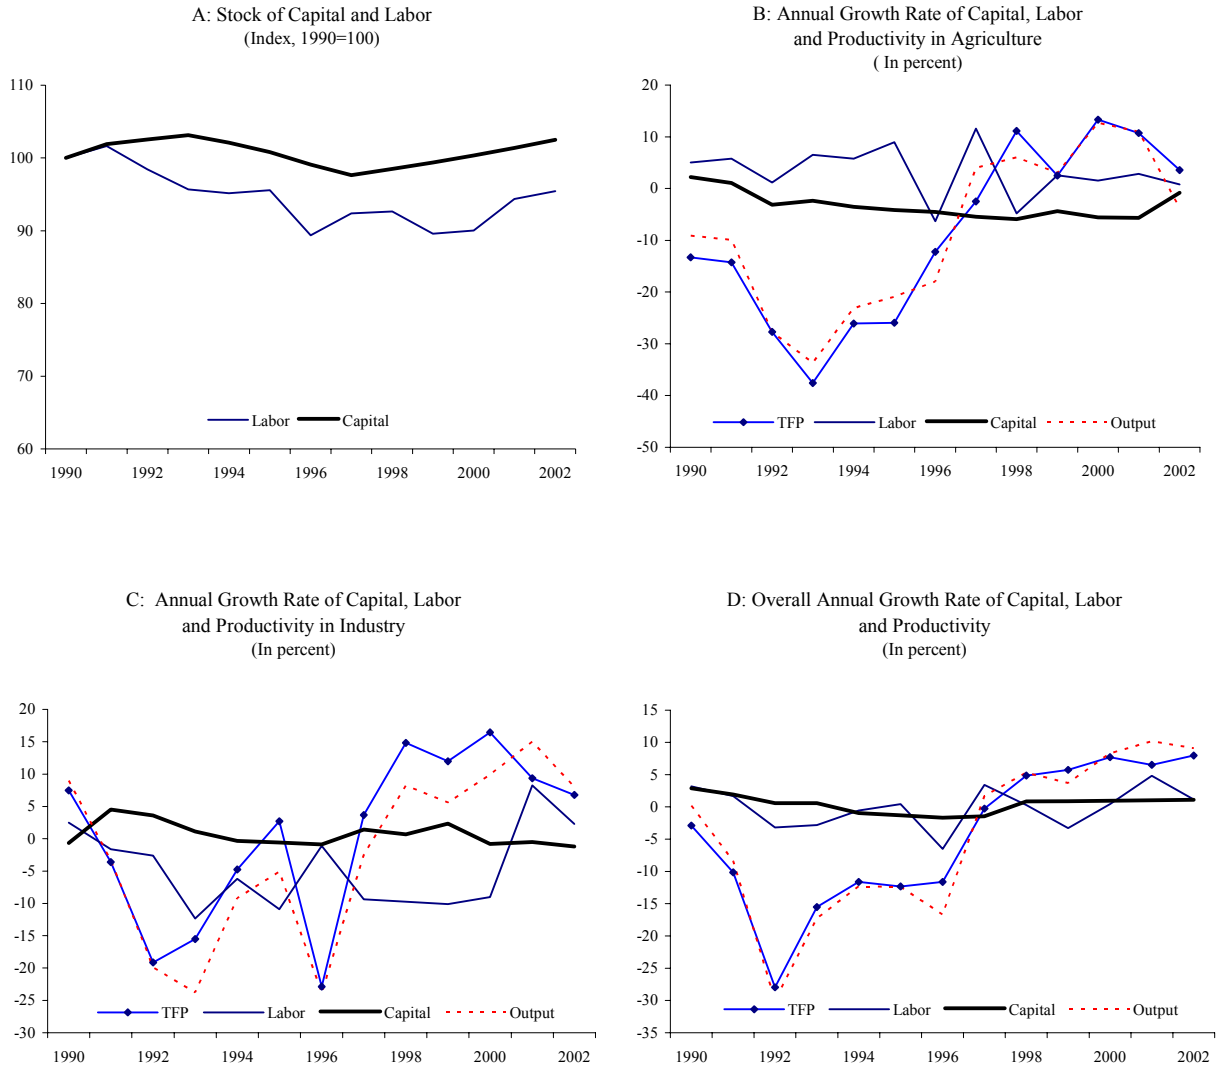 A: Stock of Capital and Labor
(Index, 1990=100)
110
100
90
80
70
60
Labor
Capital
1990
1992
1994
1996
1998
2000
2002
B: Annual Growth Rate of Capital, Labor
and Productivity in Agriculture
( In percent)
20
10
0
-10
-20
-30
-40
-50
TFP
Labor
Capital
Output
1990
1992
1994
1996
1998
2000
2002
C: Annual Growth Rate of Capital, Labor
and Productivity in Industry
(In percent)
20
15
10
5
0
-5
-10
-15
-20
-25
-30
TFP
Labor
Capital
Output
1990
1992
1994
1996
1998
2000
2002
D: Overall Annual Growth Rate of Capital, Labor
and Productivity
(In percent)
15
10
5
0
-5
-10
-15
-20
-25
-30
-35
TFP
Labor
Capital
Output
1990
1992
1994
1996
1998
2000
2002